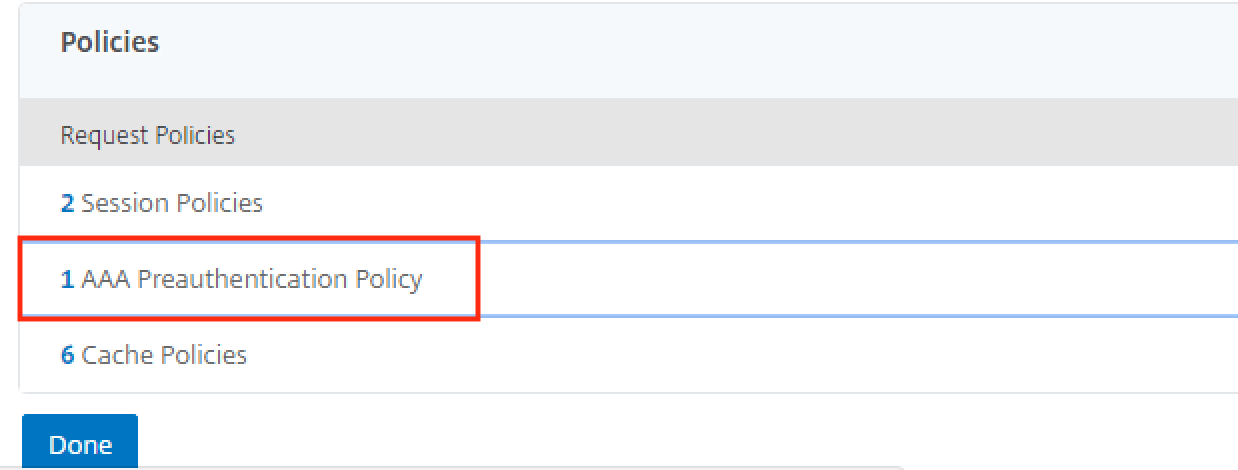 Policies
Request Policies
2 Session Policies
1 AAA Preauthentication Policy
6 Cache Policies
Done